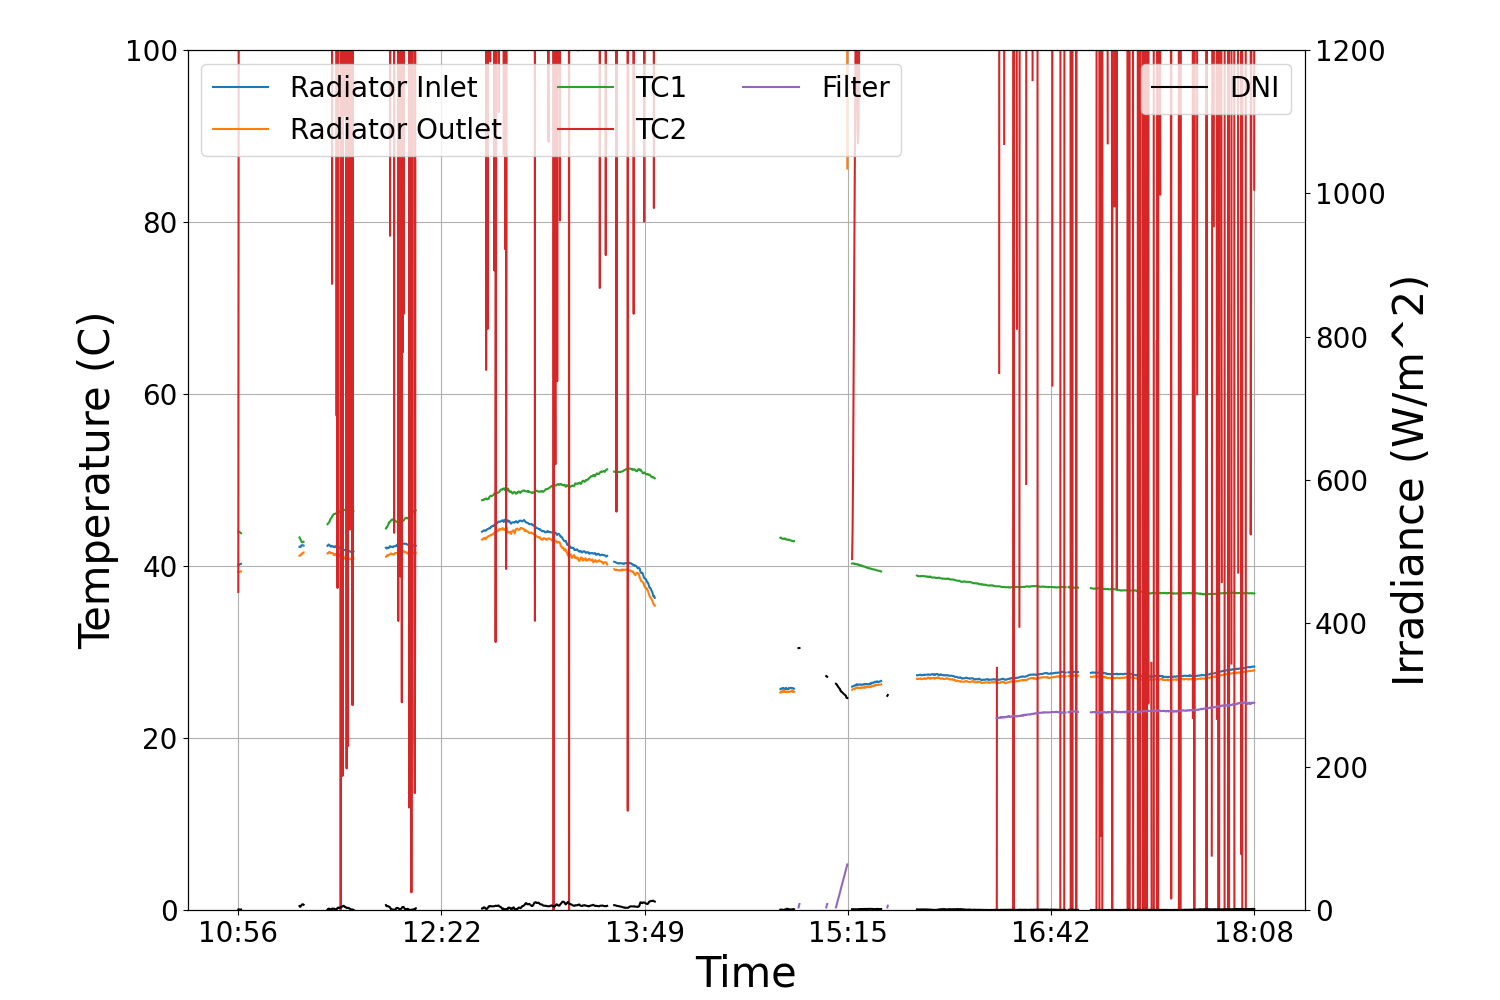 100
80
60
40
20
0
Temperature (C)
Radiator Inlet
Radiator Outlet
TC1
TC2
Filter
DNI
1200
1000
800
600
400
200
0
Irradiance (W/m^2)
10:56
12:22
13:49
15:15
16:42
18:08
Time